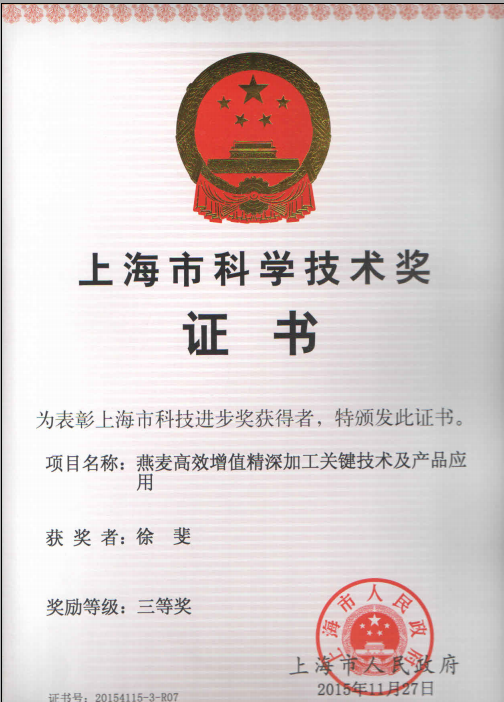 上海市科学技术奖
证书
为表彰上海市科技进步奖获得者，特颁发此证书。
项目名称：燕麦高效增值精深加工关键技术及产品应
用
获奖者：徐斐
奖励等级：三等奖
上海市人民政府
上海市人民政府
2015年11月27日
证书号：20154115-3-R07